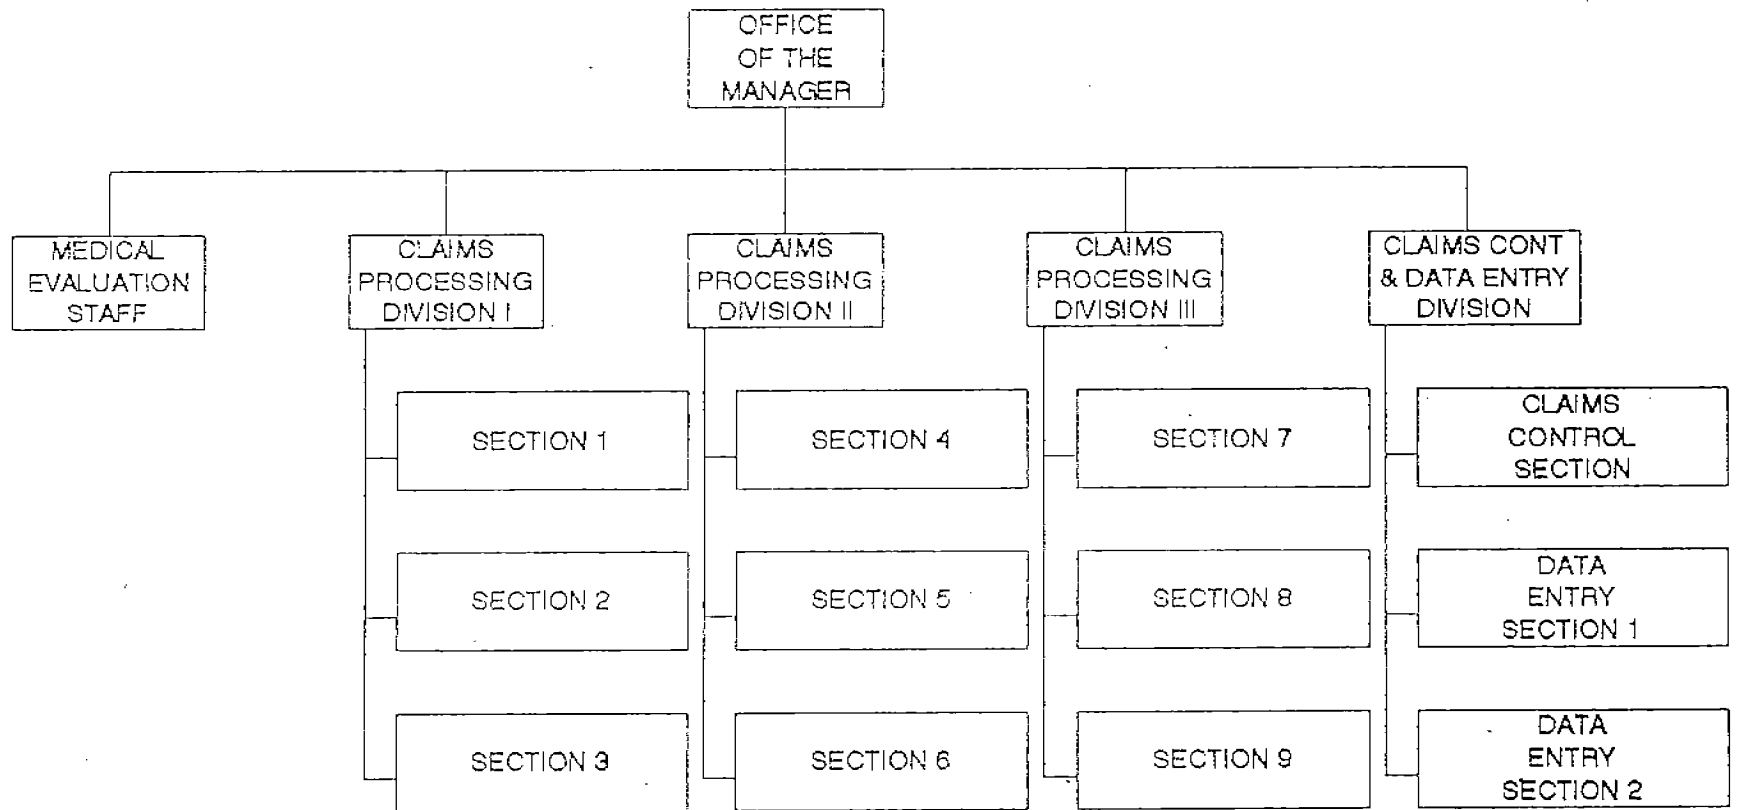 OFFICE
OF THE
MANAGER
MEDICAL
EVALUATION
STAFF
CLAIMS
PROCESSING
DIVISION I
CLAIMS
PROCESSING
DIVISION II
CLAIMS
PROCESSING
DIVISION III
CLAIMS CONT
& DATA ENTRY
DIVISION
SECTION 1
SECTION 4
SECTION 7
CLAIMS
CONTROL
SECTION
SECTION 2
SECTION 5
SECTION 8
DATA
ENTRY
SECTION 1
SECTION 3
SECTION 6
SECTION 9
DATA
ENTRY
SECTION 2